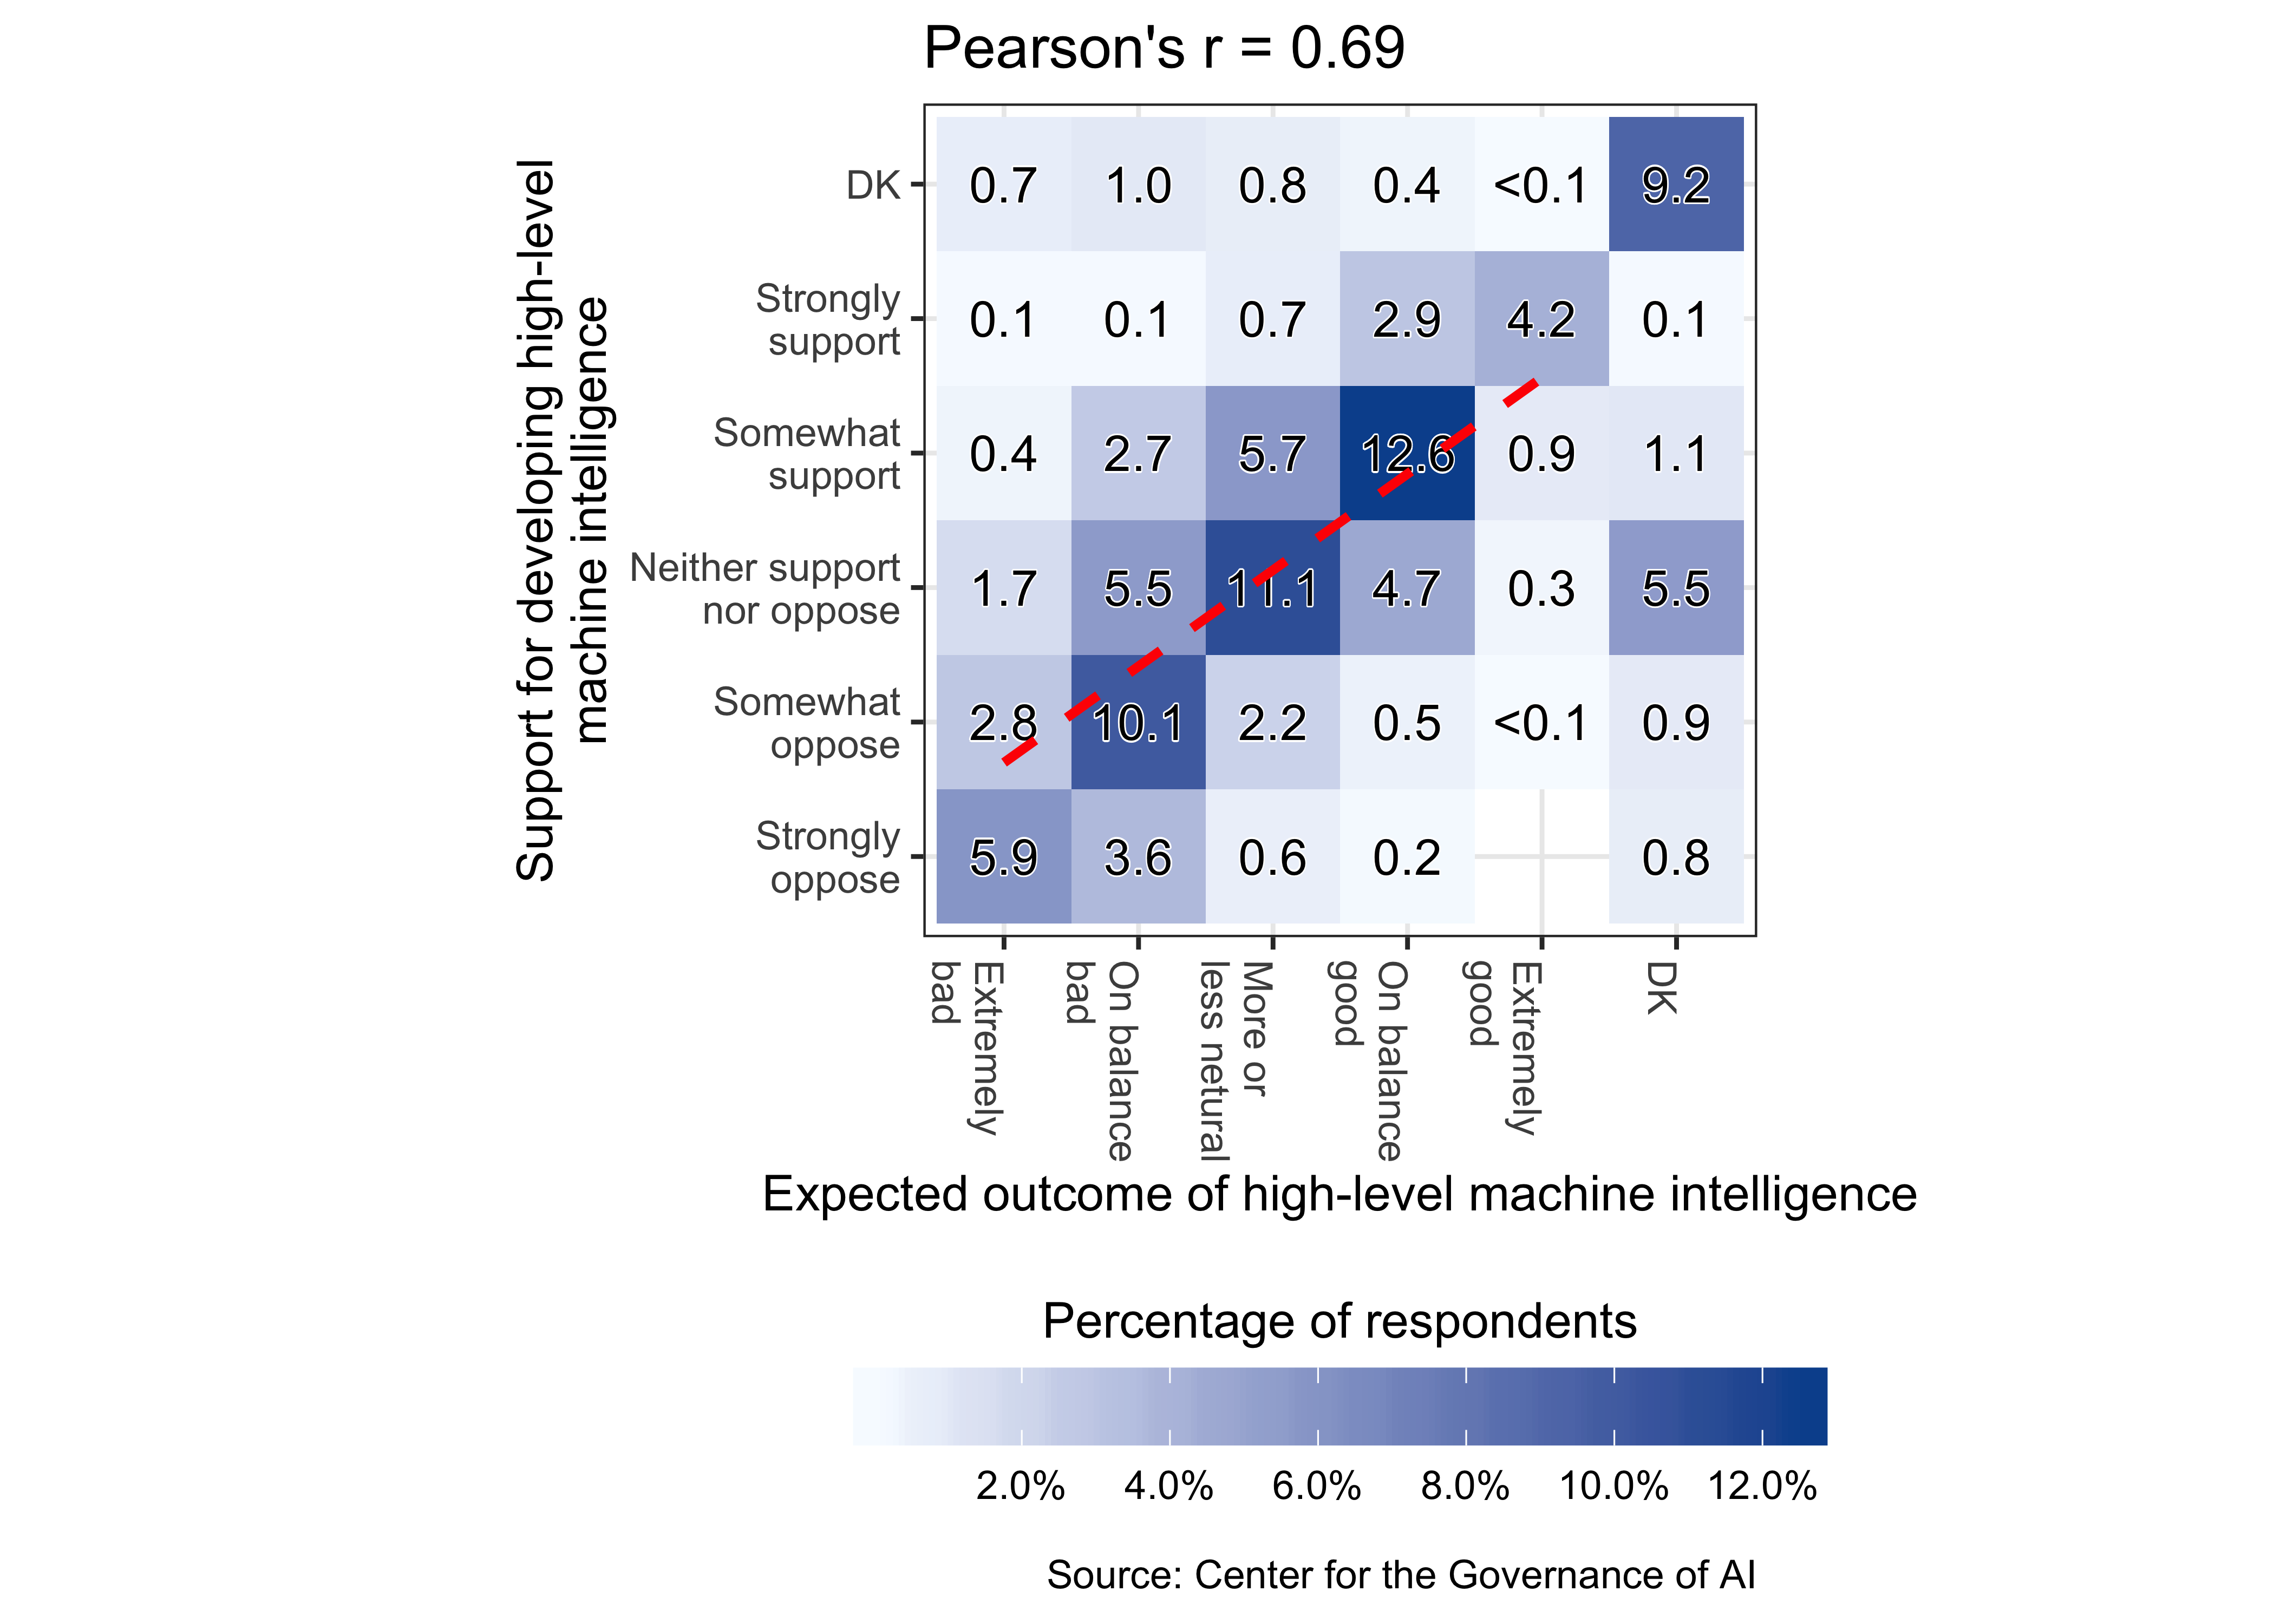 Pearson's r = 0.69
Support for developing high-level
machine intelligence
DK
0.7 1.0 0.8 0.4 <0.1 9.2
Strongly
support
0.1 0.1 0.7 2.9 4.2 0.1
Somewhat
support
0.4 2.7 5.7 12.6 0.9 1.1
Neither support
nor oppose
1.7 5.5 11.1 4.7 0.3 5.5
Somewhat
oppose
2.8 10.1 2.2 0.5 <0.1 0.9
Strongly
oppose
5.9 3.6 0.6 0.2 0.8
Extremely
bad
On balance
bad
More or
less netural
On balance
good
Extremely
good
DK
Expected outcome of high-level machine intelligence
Percentage of respondents
2.0% 4.0% 6.0% 8.0% 10.0% 12.0%
Source: Center for the Governance of AI